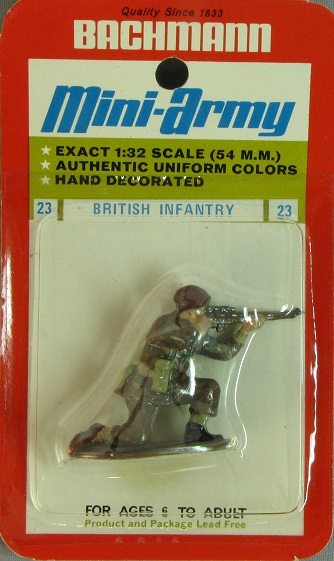 Quality Since 1833
BACHMANN
Mini-Army
★ EXACT 1:32 SCALE (54 M.M.)
★ AUTHENTIC UNIFORM COLORS
★ HAND DECORATED
23 BRITISH INFANTRY 23
FOR AGES 6 TO ADULT
Product and Package Lead Free